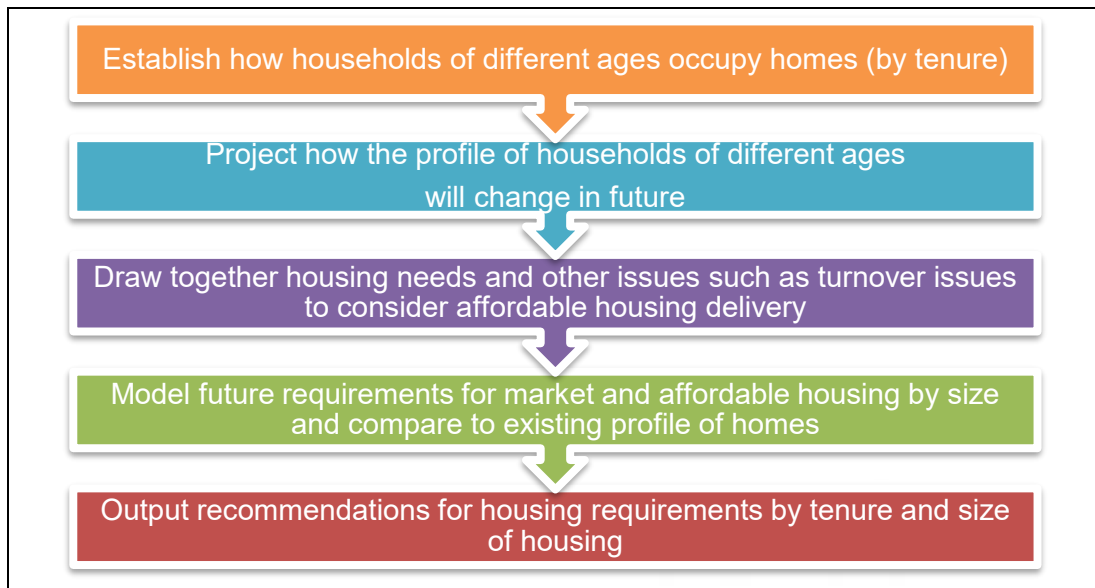 Establish how households of different ages occupy homes (by tenure)
Project how the profile of households of different ages
will change in future
Draw together housing needs and other issues such as turnover issues
to consider affordable housing delivery
Model future requirements for market and affordable housing by size
and compare to existing profile of homes
Output recommendations for housing requirements by tenure and size
of housing